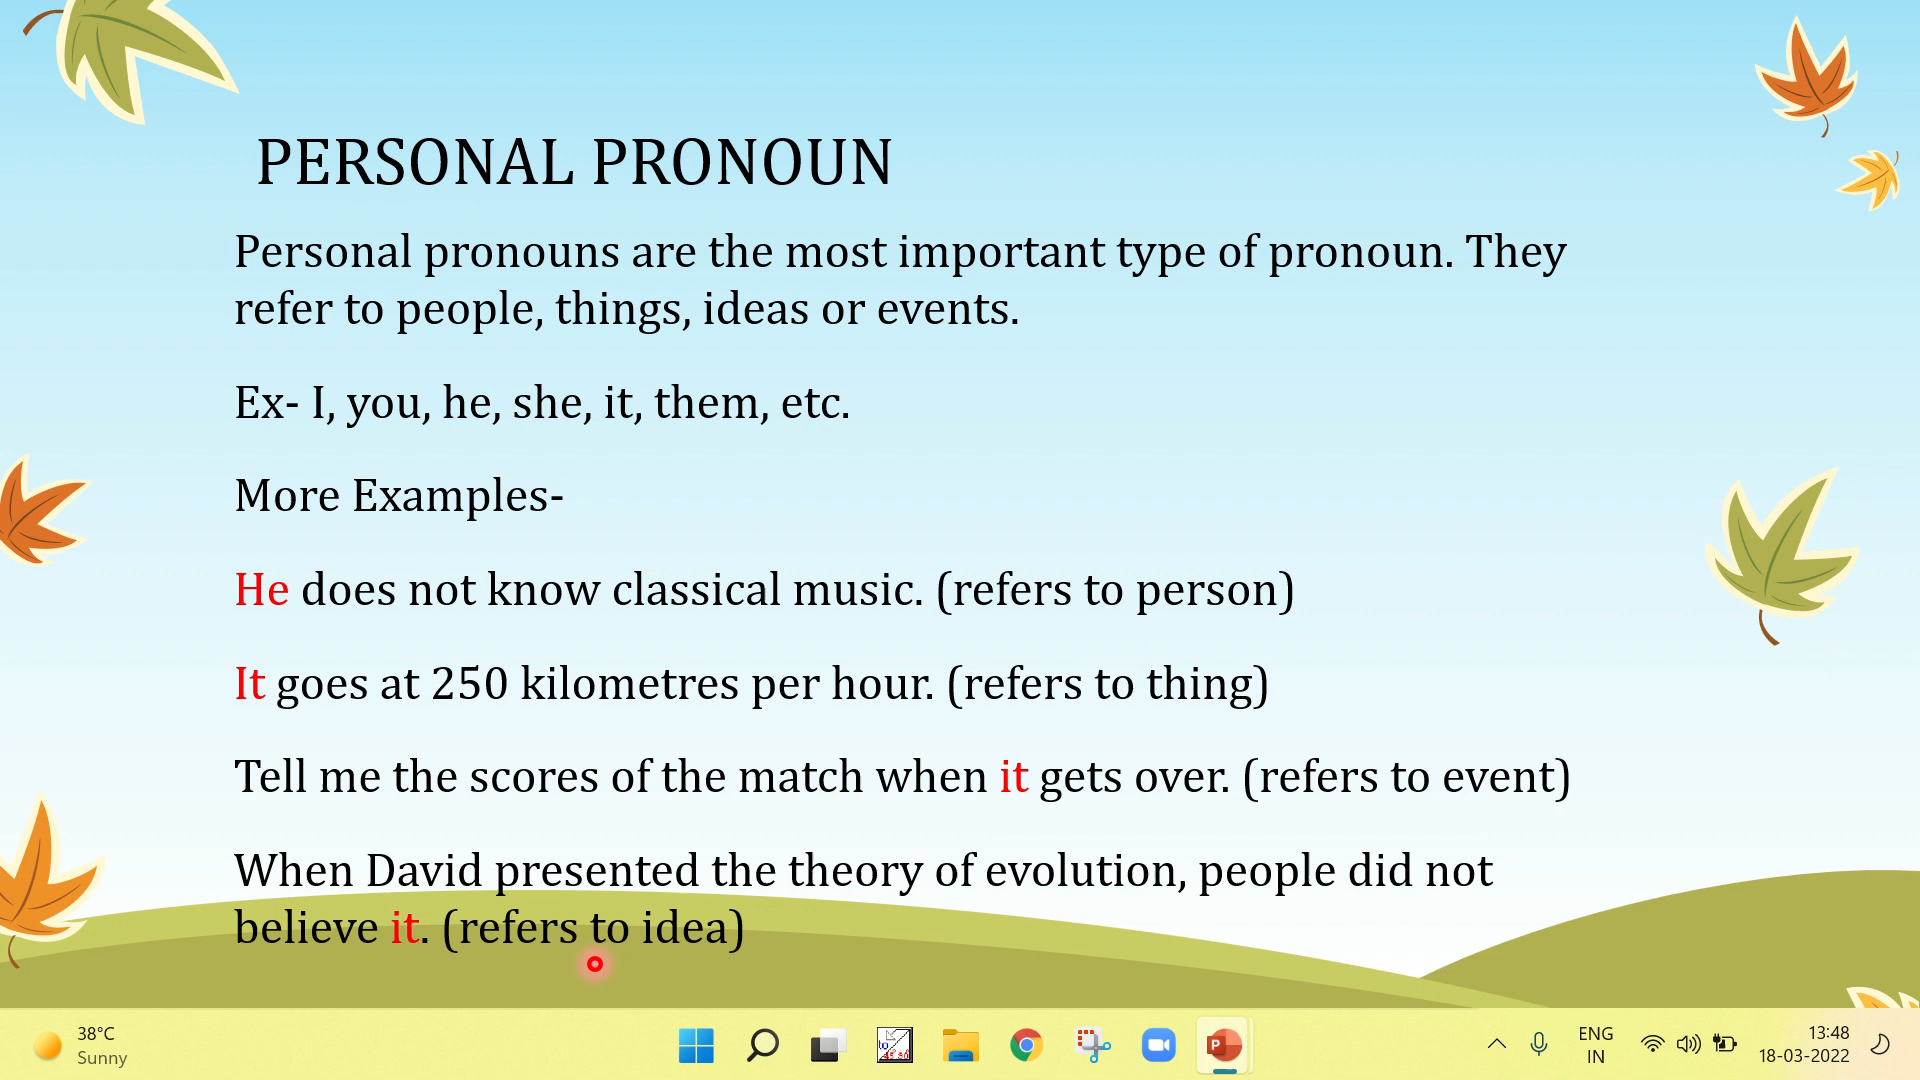 PERSONAL PRONOUN
Personal pronouns are the most important type of pronoun. They
refer to people, things, ideas or events.
Ex- I, you, he, she, it, them, etc.
More Examples-
He does not know classical music. (refers to person)
It goes at 250 kilometres per hour. (refers to thing)
Tell me the scores of the match when it gets over. (refers to event)
When David presented the theory of evolution, people did not
believe it. (refers to idea)
38°C
Sunny
ENG
IN
13:48
18-03-2022